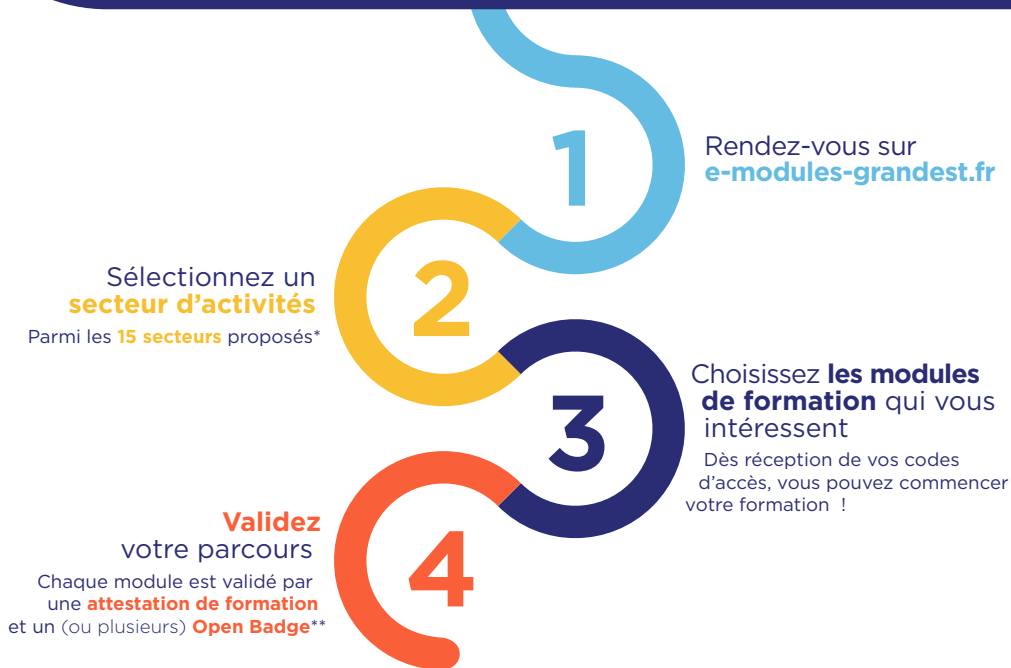 1
Rendez-vous sur
e-modules-grandest.fr
2
Sélectionnez un
secteur d’activités
Parmi les 15 secteurs proposés*
3
Choisissez les modules
de formation qui vous
intéressent
Dès réception de vos codes
d’accès, vous pouvez commencer
votre formation !
4
Validez
votre parcours
Chaque module est validé par
une attestation de formation
et un (ou plusieurs) Open Badge**